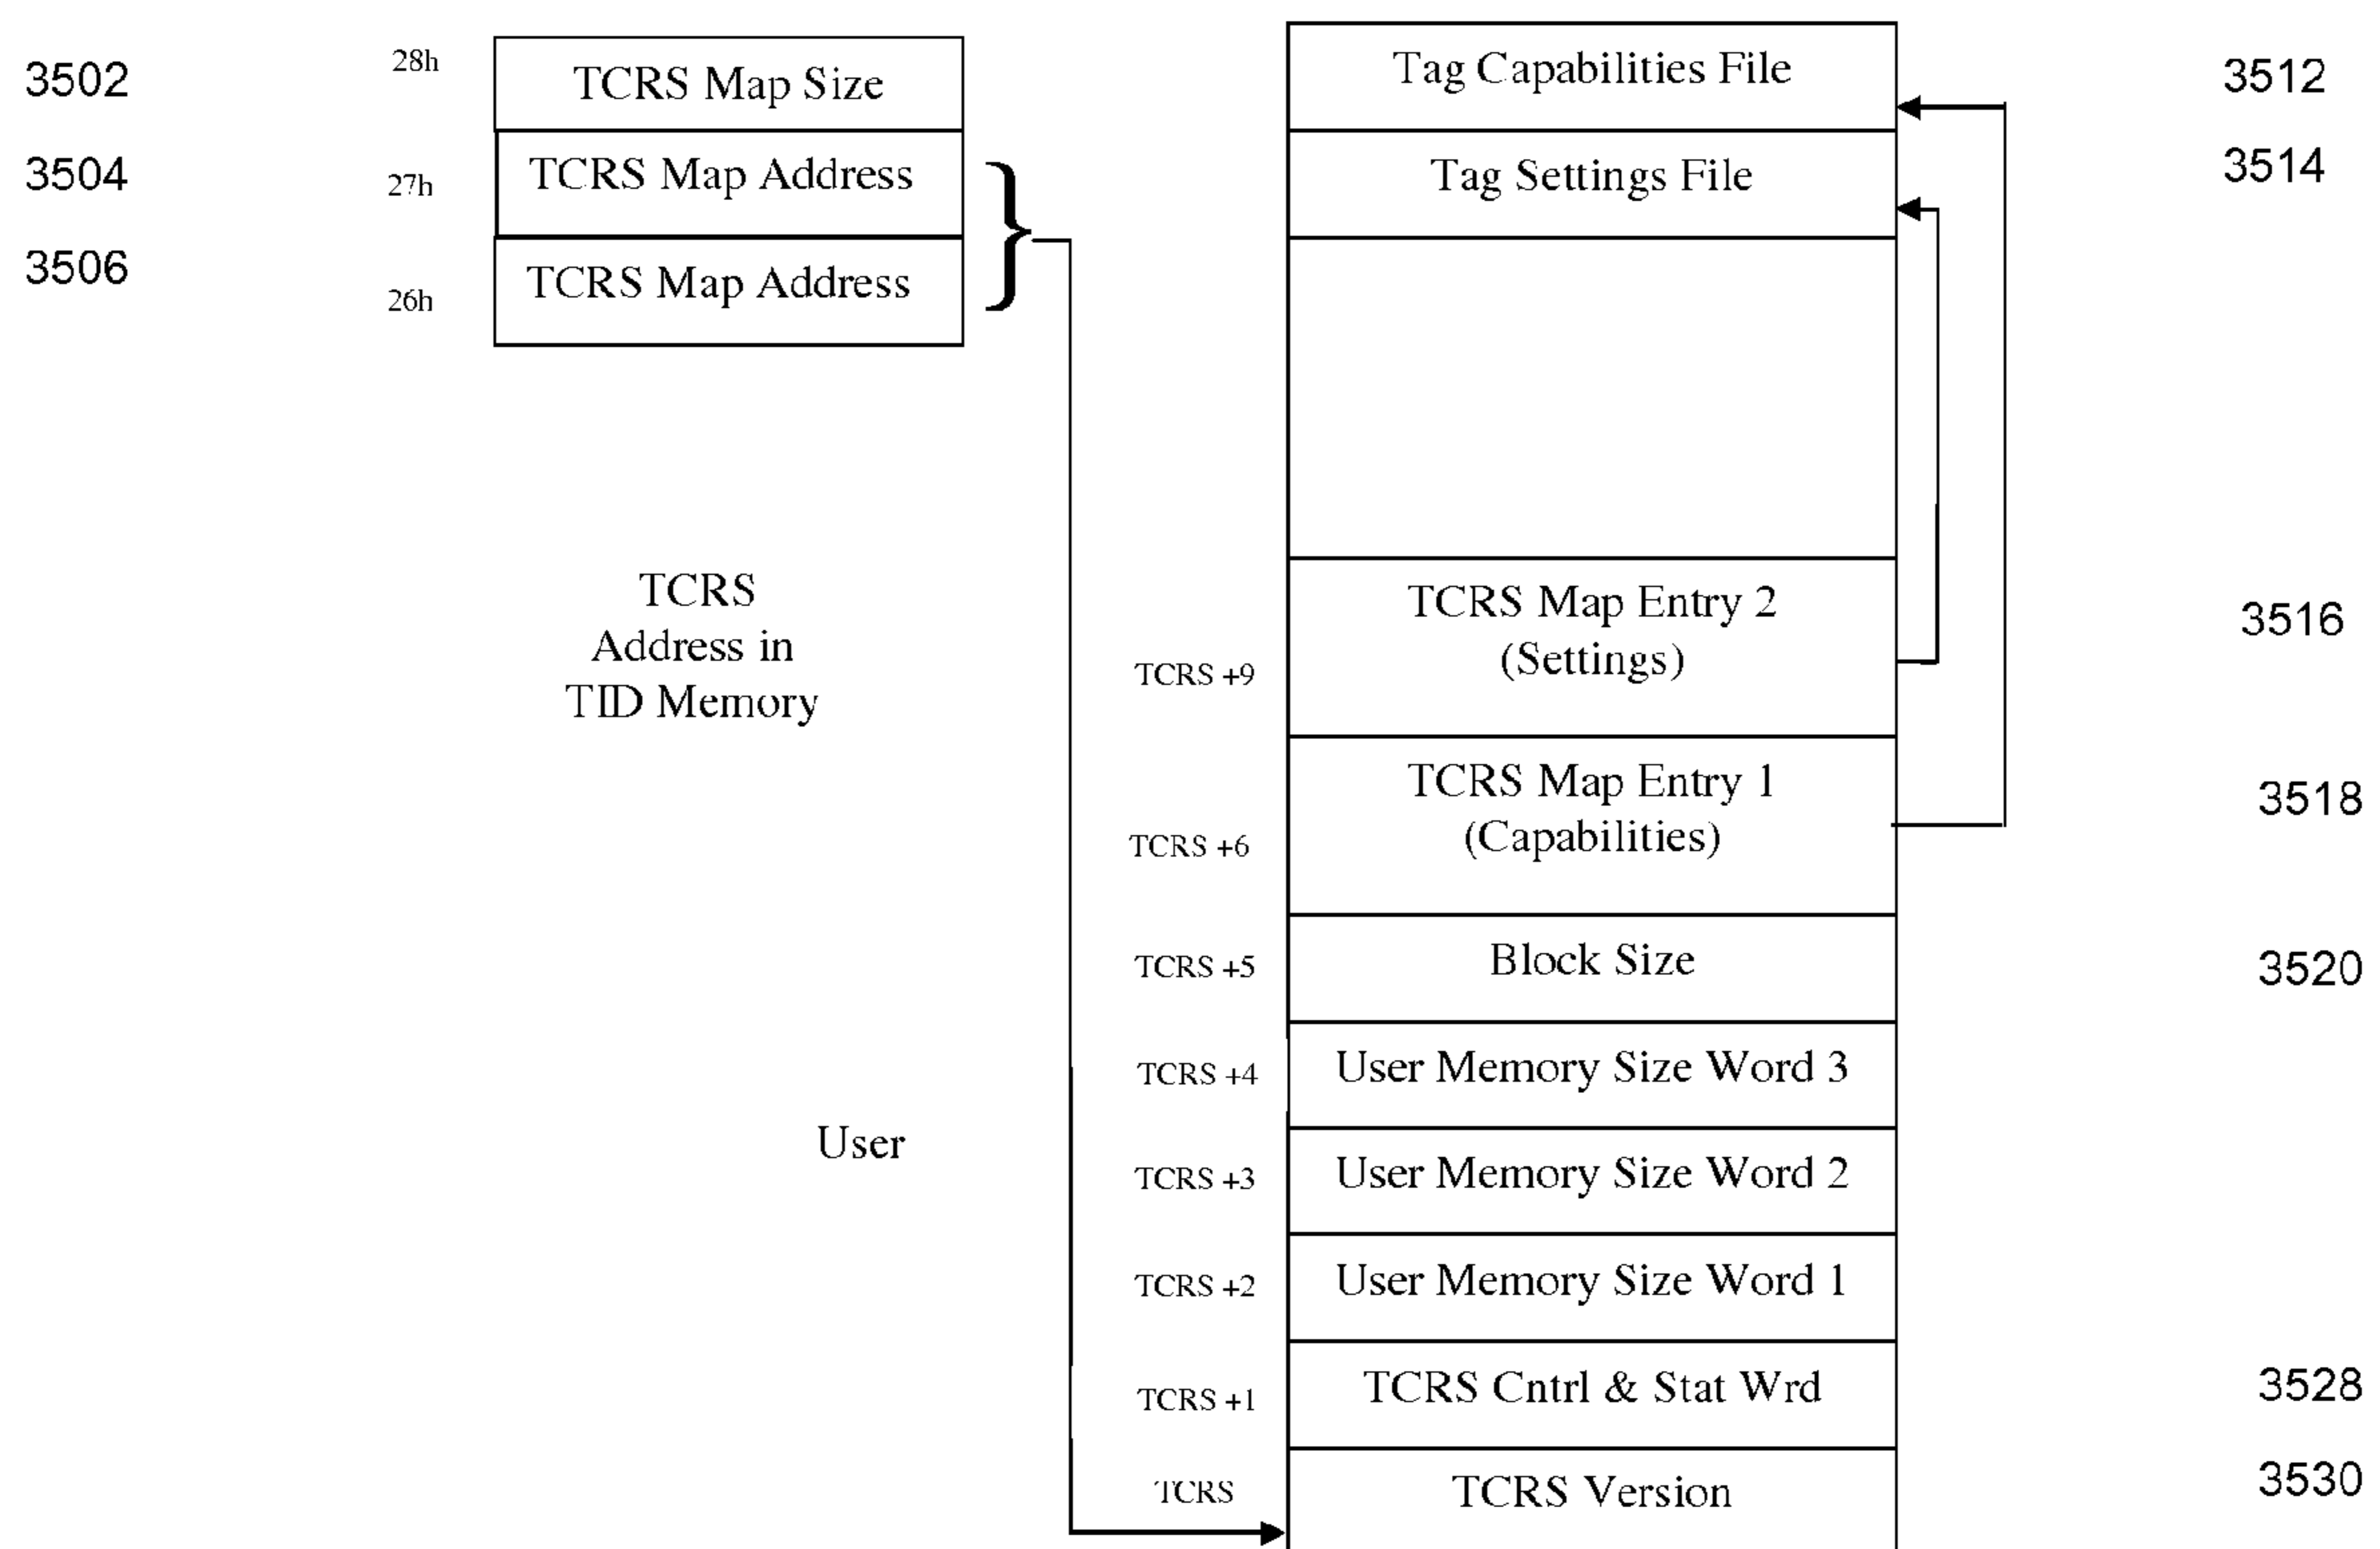 3502
28h
TCRS Map Size
3504
27h
TCRS Map Address
3506
26h
TCRS Map Address
TCRS
Address in
TID Memory
User
Tag Capabilities File
3512
Tag Settings File
3514
TCRS +9
TCRS Map Entry 2
(Settings)
3516
TCRS +6
TCRS Map Entry 1
(Capabilities)
3518
TCRS +5
Block Size
3520
TCRS +4
User Memory Size Word 3
TCRS +3
User Memory Size Word 2
TCRS +2
User Memory Size Word 1
TCRS +1
TCRS Cntrl & Stat Wrd
3528
TCRS
TCRS Version
3530